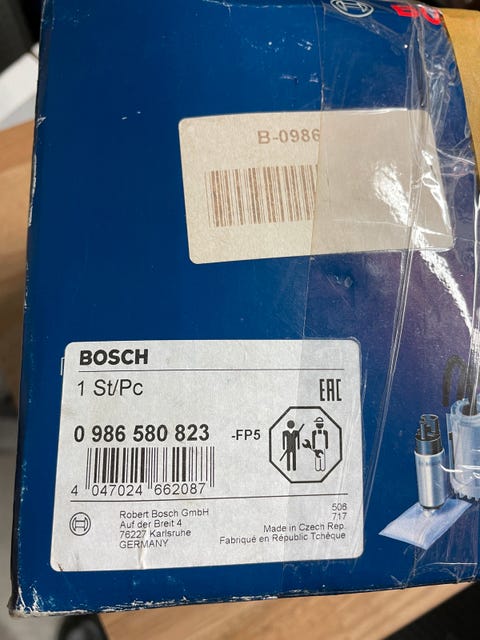 B-0986
BOSCH
1 St/Pc
EAC
0 986 580 823 -FP5
4 047024 662087
Robert Bosch GmbH
Auf der Breit 4
76227 Karlsruhe
GERMANY
506
717
Made in Czech Rep.
Fabriqué en République Tchèque